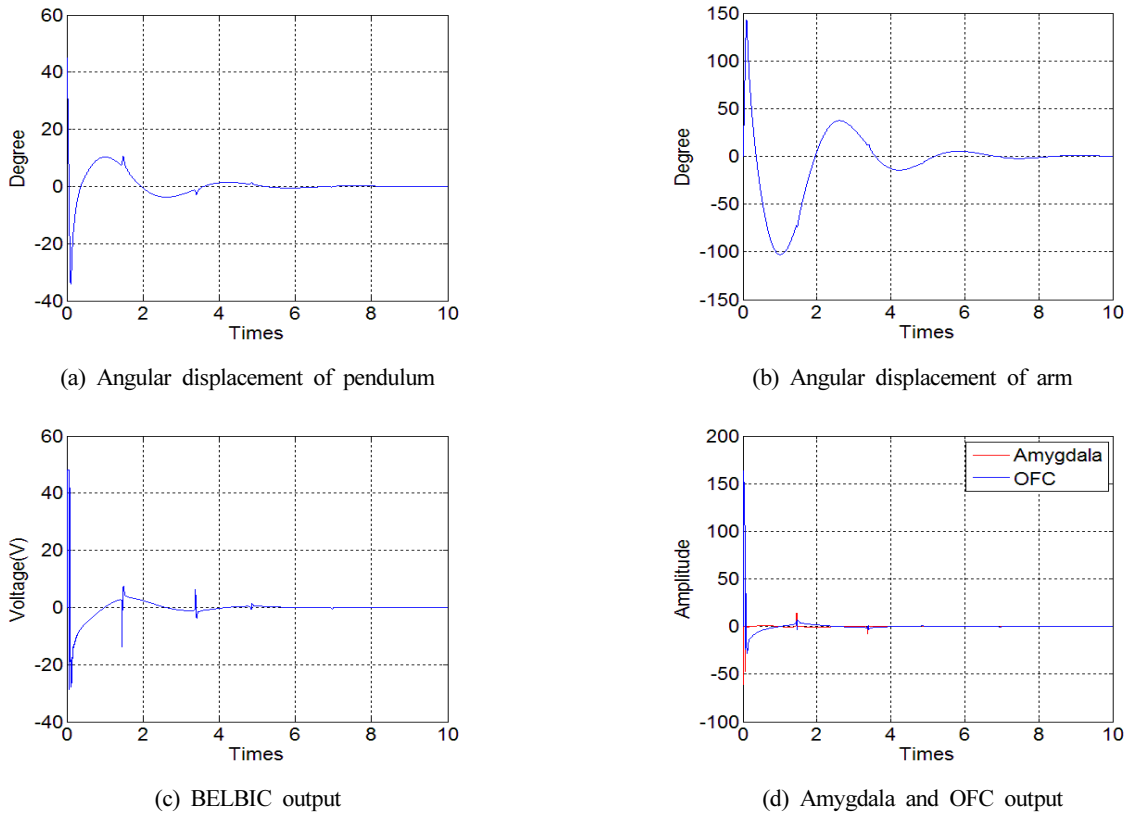 60
40
20
0
-20
-40
Degree
0 2 4 6 8 10
Times
(a) Angular displacement of pendulum
150
100
50
0
-50
-100
-150
Degree
0 2 4 6 8 10
Times
(b) Angular displacement of arm
60
40
20
0
-20
-40
Voltage(V)
0 2 4 6 8 10
Times
(c) BELBIC output
200
150
100
50
0
-50
-100
Amplitude
Amygdala
OFC
0 2 4 6 8 10
Times
(d) Amygdala and OFC output